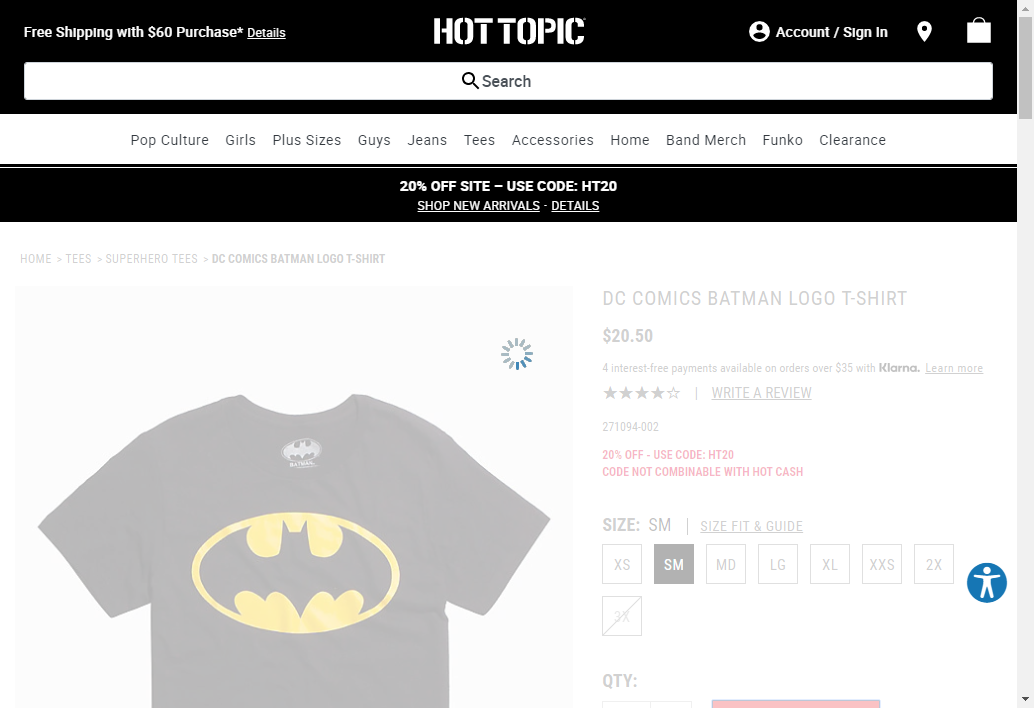 Free Shipping with $60 Purchase* Details
HOT TOPIC
Account / Sign In
Search
Pop Culture Girls Plus Sizes Guys Jeans Tees Accessories Home Band Merch Funko Clearance
20% OFF SITE – USE CODE: HT20
SHOP NEW ARRIVALS - DETAILS
HOME > TEES > SUPERHERO TEES > DC COMICS BATMAN LOGO T-SHIRT
DC COMICS BATMAN LOGO T-SHIRT
$20.50
4 interest-free payments available on orders over $35 with Klarna. Learn more
| WRITE A REVIEW
271094-002
20% OFF - USE CODE: HT20
CODE NOT COMBINABLE WITH HOT CASH
SIZE: SM | SIZE FIT & GUIDE
XS SM MD LG XL XXS 2X
3X
QTY:
BATMAN